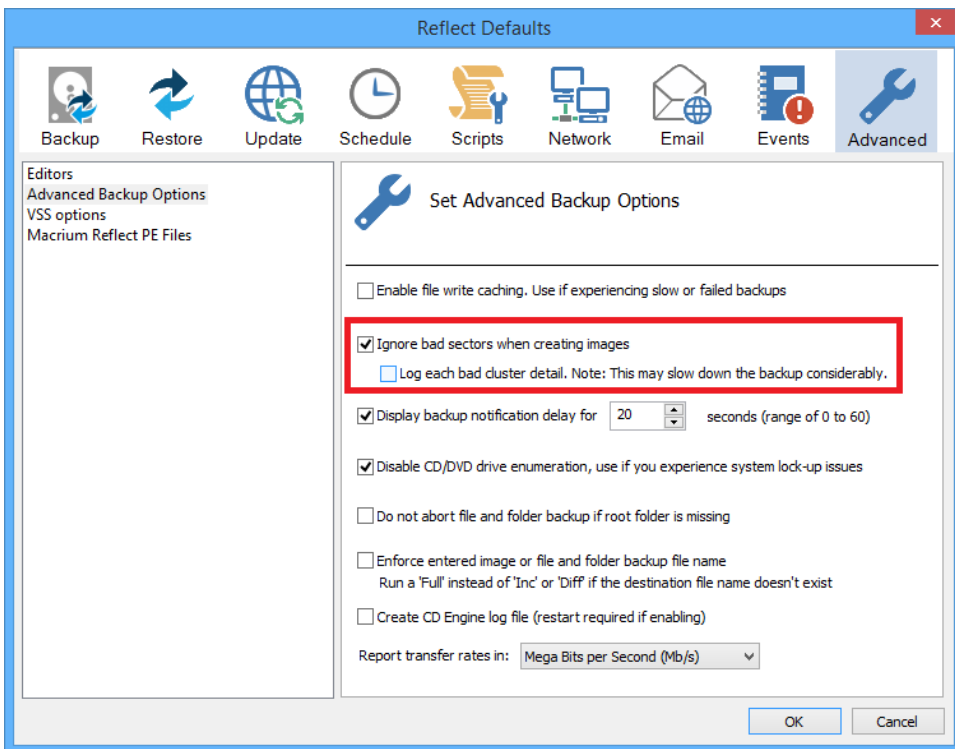 Reflect Defaults
Backup Restore Update Schedule Scripts Network Email Events Advanced
Editors
Advanced Backup Options
VSS options
Macrium Reflect PE Files
Set Advanced Backup Options
Enable file write caching. Use if experiencing slow or failed backups
Ignore bad sectors when creating images
Log each bad cluster detail. Note: This may slow down the backup considerably.
Display backup notification delay for 20 seconds (range of 0 to 60)
Disable CD/DVD drive enumeration, use if you experience system lock-up issues
Do not abort file and folder backup if root folder is missing
Enforce entered image or file and folder backup file name
Run a 'Full' instead of 'Inc' or 'Diff' if the destination file name doesn't exist
Create CD Engine log file (restart required if enabling)
Report transfer rates in: Mega Bits per Second (Mb/s)
OK Cancel